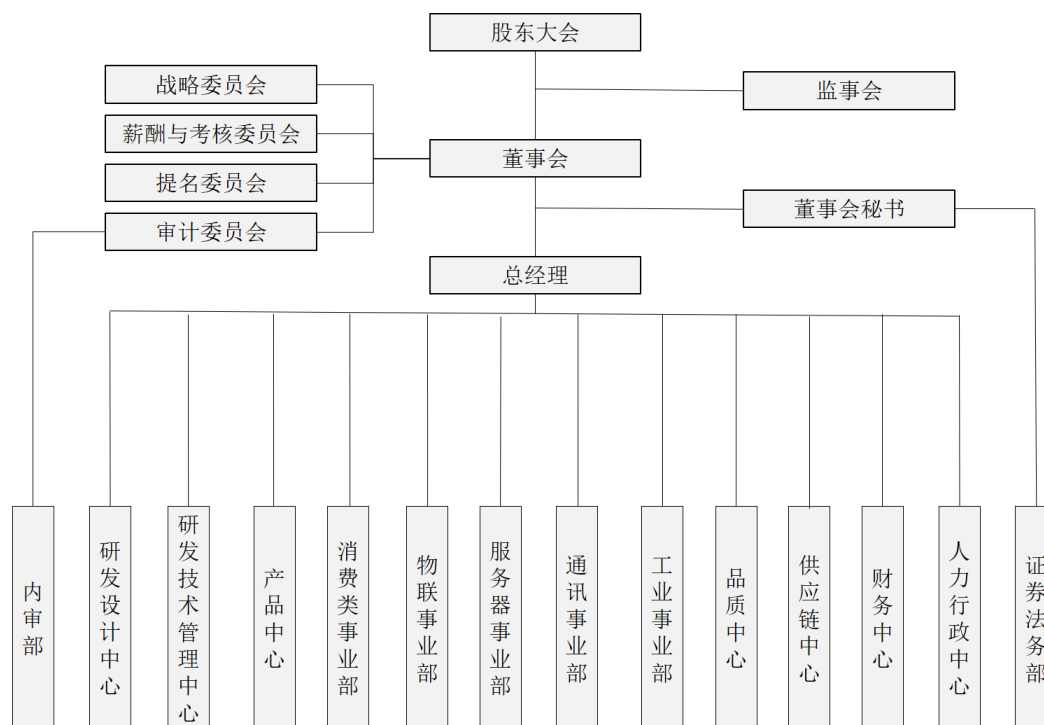 股东大会
战略委员会
监事会
薪酬与考核委员会
董事会
提名委员会
董事会秘书
审计委员会
总经理
内审部
研发设计中心
研发技术管理中心
产品中心
消费类事业部
物联事业部
服务器事业部
通讯事业部
工业事业部
品质中心
供应链中心
财务中心
人力行政中心
证券法务部